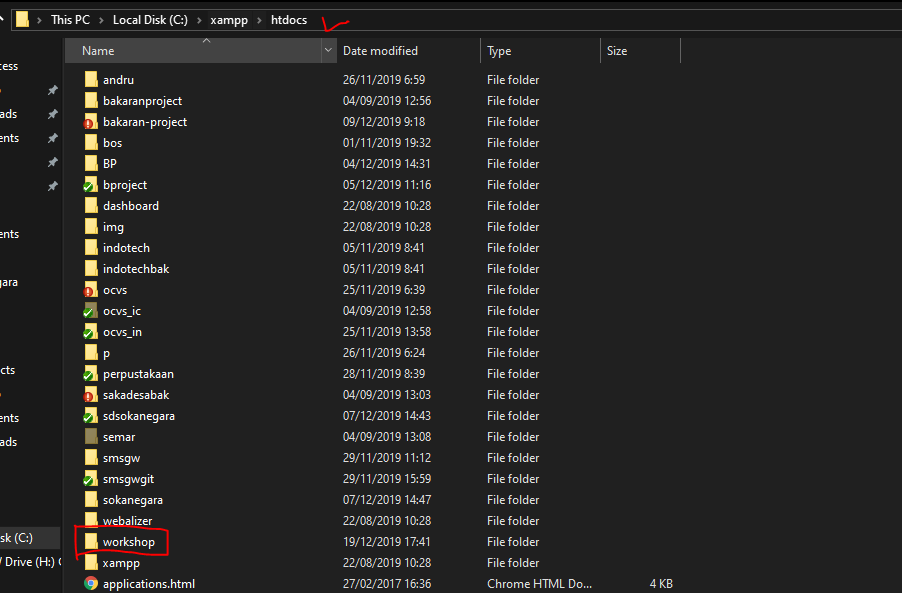 This PC > Local Disk (C:) > xampp > htdocs
Name Date modified Type Size
cess
ads
ents
ents
gara
cts
ents
ads
sk (C:)
Drive (H:)
andru 26/11/2019 6:59 File folder
bakaranproject 04/09/2019 12:56 File folder
bakaran-project 09/12/2019 9:18 File folder
bos 01/11/2019 19:32 File folder
BP 04/12/2019 14:31 File folder
bproject 05/12/2019 11:16 File folder
dashboard 22/08/2019 10:28 File folder
img 22/08/2019 10:28 File folder
indotech 05/11/2019 8:41 File folder
indotechbak 05/11/2019 8:41 File folder
ocvs 25/11/2019 6:39 File folder
ocvs_ic 04/09/2019 12:58 File folder
ocvs_in 25/11/2019 13:58 File folder
p 26/11/2019 6:24 File folder
perpustakaan 28/11/2019 8:39 File folder
sakadesabak 04/09/2019 13:03 File folder
sdsokanegara 07/12/2019 14:43 File folder
semar 04/09/2019 13:08 File folder
smsgw 29/11/2019 11:12 File folder
smsgwgit 29/11/2019 15:59 File folder
sokanegara 07/12/2019 14:47 File folder
webalizer 22/08/2019 10:28 File folder
workshop 19/12/2019 17:41 File folder
xampp 22/08/2019 10:28 File folder
applications.html 27/02/2017 16:36 Chrome HTML Do... 4 KB